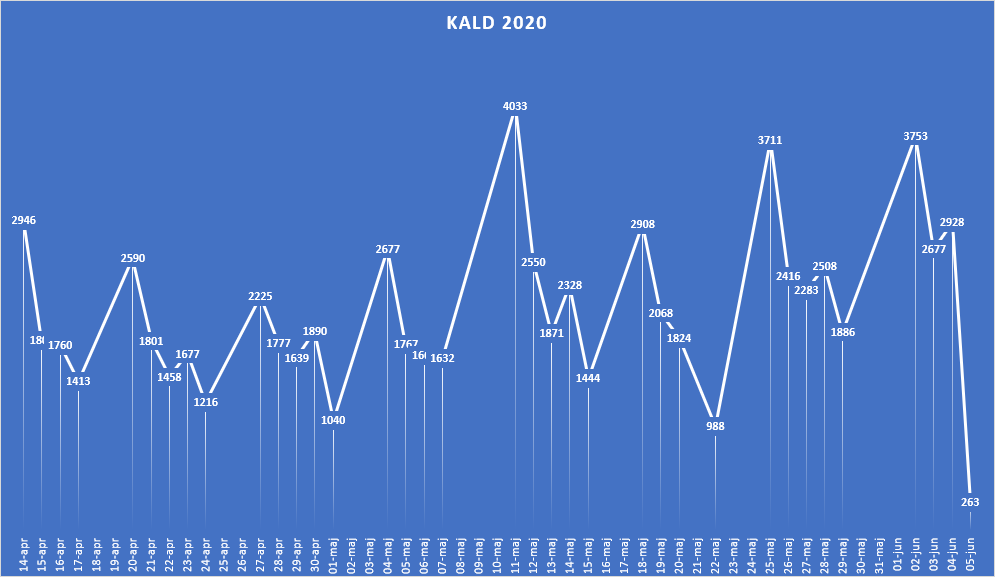 KALD 2020
2946
1760
1413
2590
1801
1458
1677
1216
2225
1777
1639
1890
1040
2677
1767
1632
4033
2550
1871
2328
1444
2908
2068
1824
988
3711
2416
2283
2508
1886
3753
2677
2928
263
14-apr
15-apr
16-apr
17-apr
18-apr
19-apr
20-apr
21-apr
22-apr
23-apr
24-apr
25-apr
26-apr
27-apr
28-apr
29-apr
30-apr
01-maj
02-maj
03-maj
04-maj
05-maj
06-maj
07-maj
08-maj
09-maj
10-maj
11-maj
12-maj
13-maj
14-maj
15-maj
16-maj
17-maj
18-maj
19-maj
20-maj
21-maj
22-maj
23-maj
24-maj
25-maj
26-maj
27-maj
28-maj
29-maj
30-maj
31-maj
01-jun
02-jun
03-jun
04-jun
05-jun